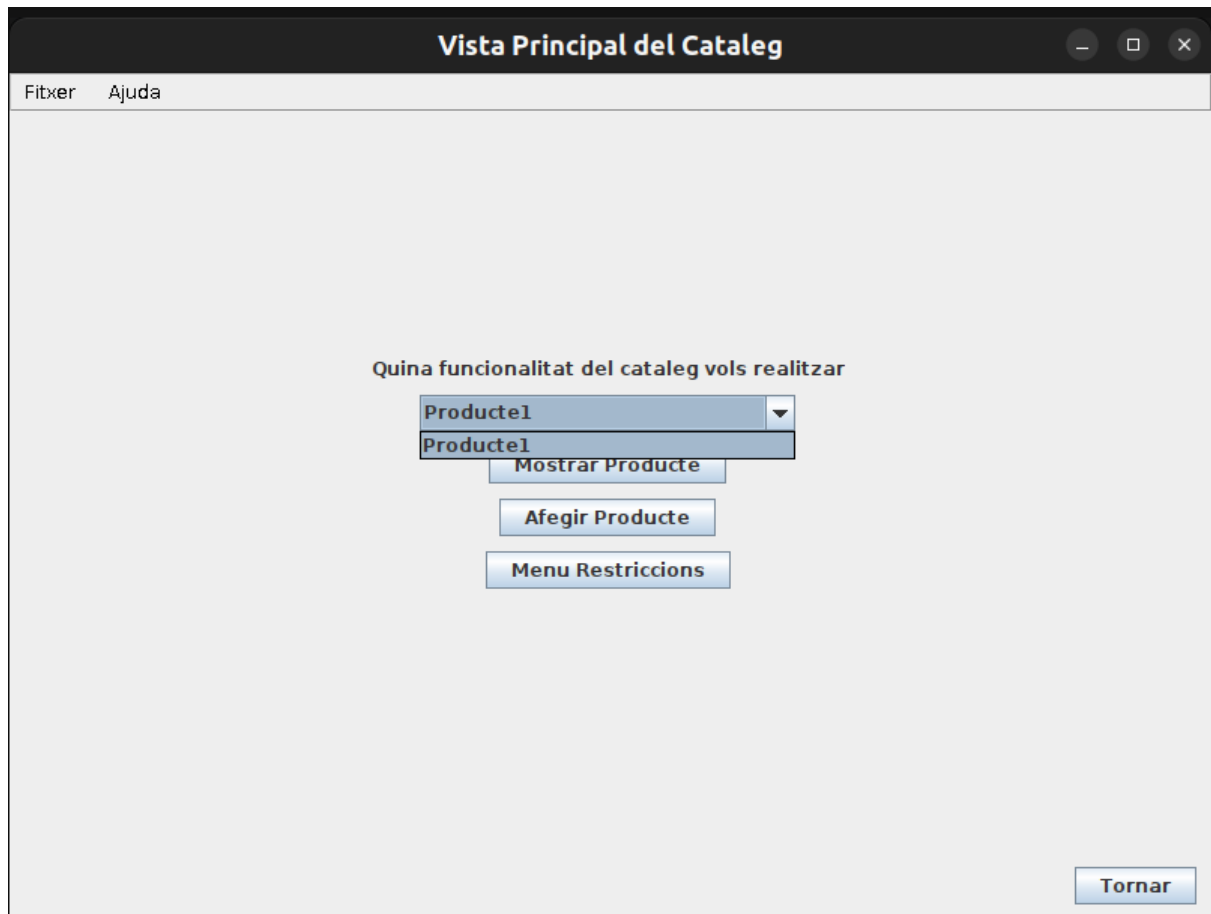 Vista Principal del Cataleg
Fitxer Ajuda
Quina funcionalitat del cataleg vols realitzar
Producte1
Producte1
Mostrar Producte
Afegir Producte
Menu Restriccions
Tornar